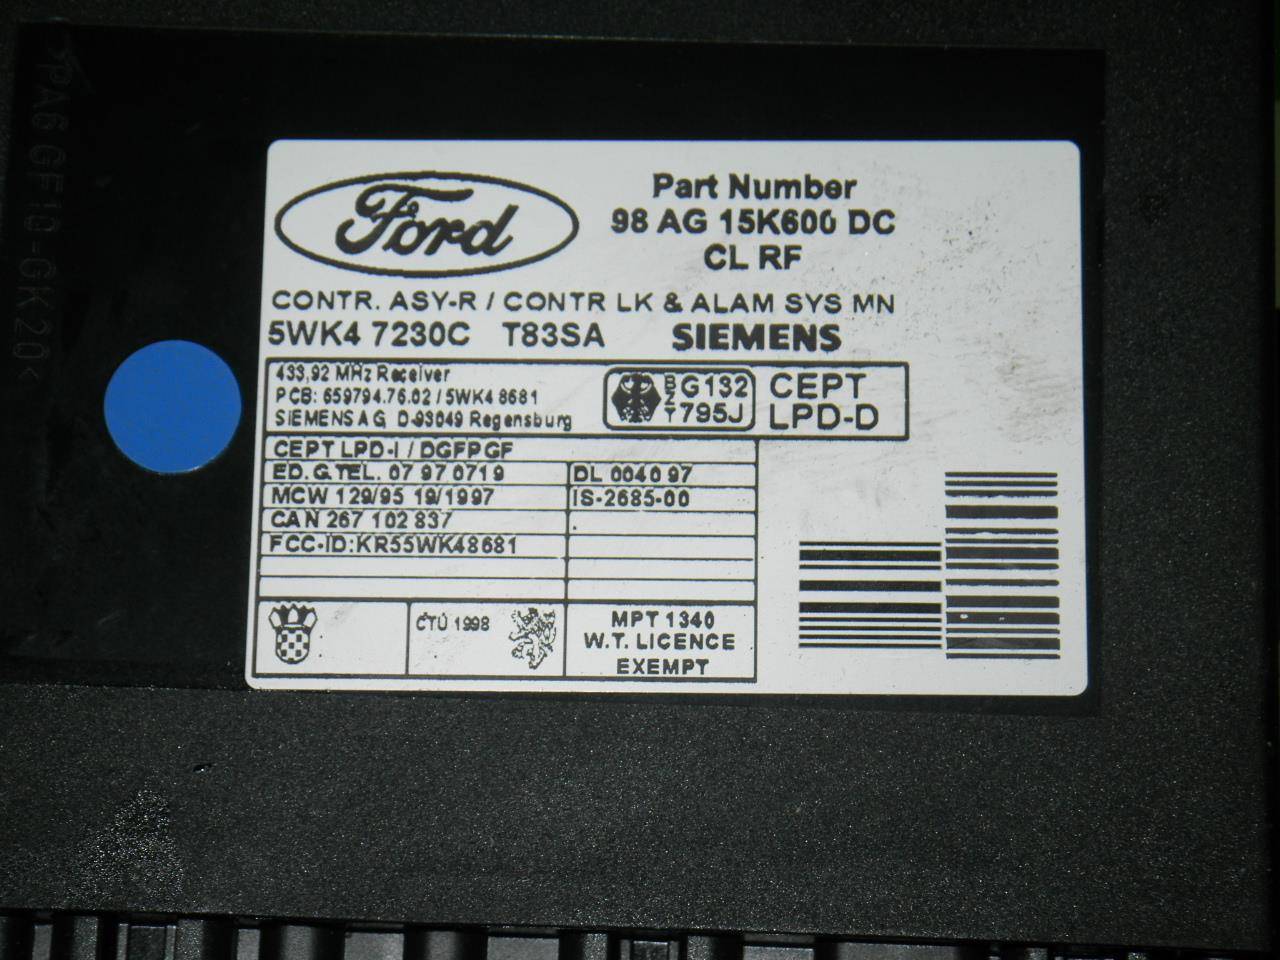 >PA6 GF10-GK20<
Ford
Part Number
98 AG 15K600 DC
CL RF
CONTR. ASY-R / CONTR LK & ALAM SYS MN
5WK4 7230C T83SA SIEMENS
433,92 MHz Receiver
PCB: 659794.76.02 / 5WK4 8681
SIEMENS AG D-93049 Regensburg
BZT G132 795J
CEPT
LPD-D
CEPT LPD-I / DGFPGF
ED.G.TEL. 07 97 0719 DL 0040 97
MCW 129/95 19/1997 IS-2685-00
CAN 267 102 837
FCC-ID:KR55WK48681
ČTÚ 1998
MPT 1340
W.T. LICENCE
EXEMPT